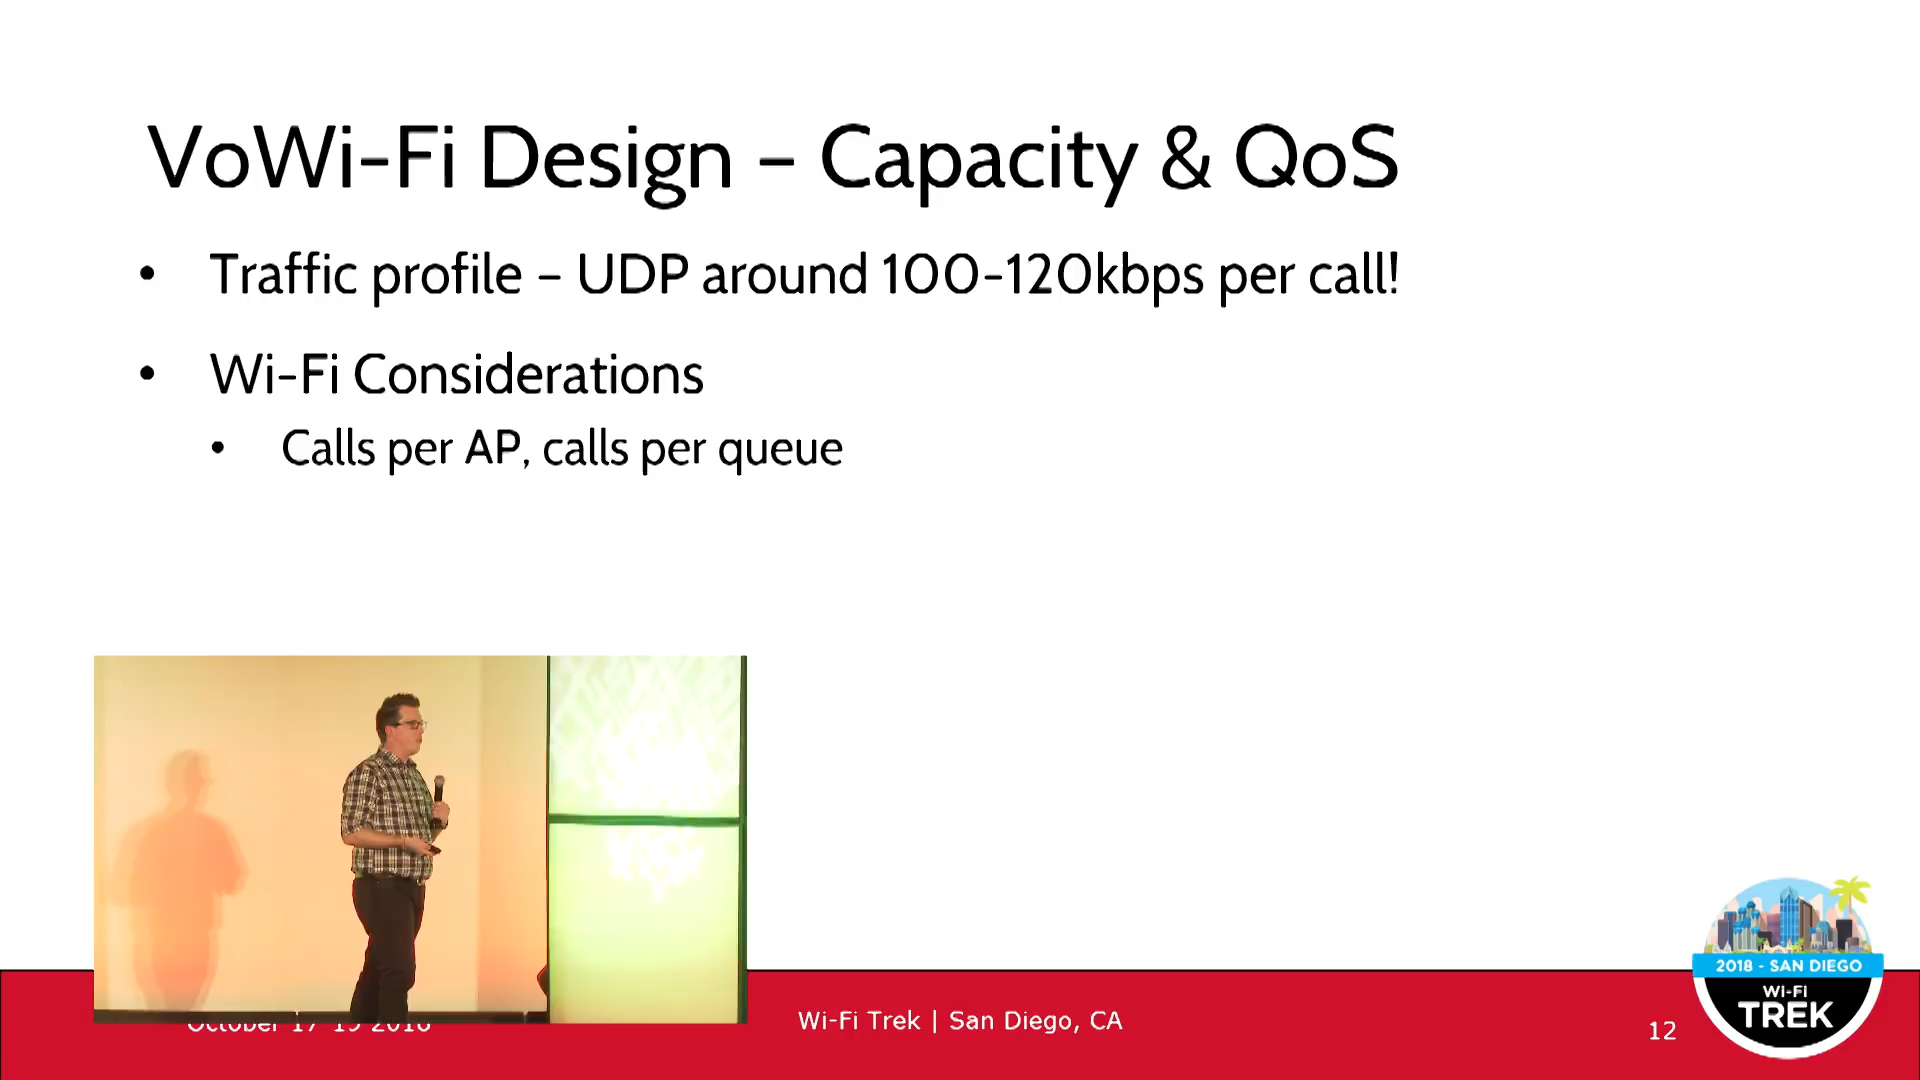 VoWi-Fi Design – Capacity & QoS
• Traffic profile – UDP around 100-120kbps per call!
• Wi-Fi Considerations
• Calls per AP, calls per queue
October 17-19 2018
Wi-Fi Trek | San Diego, CA
12
2018 - SAN DIEGO
WI-FI
TREK